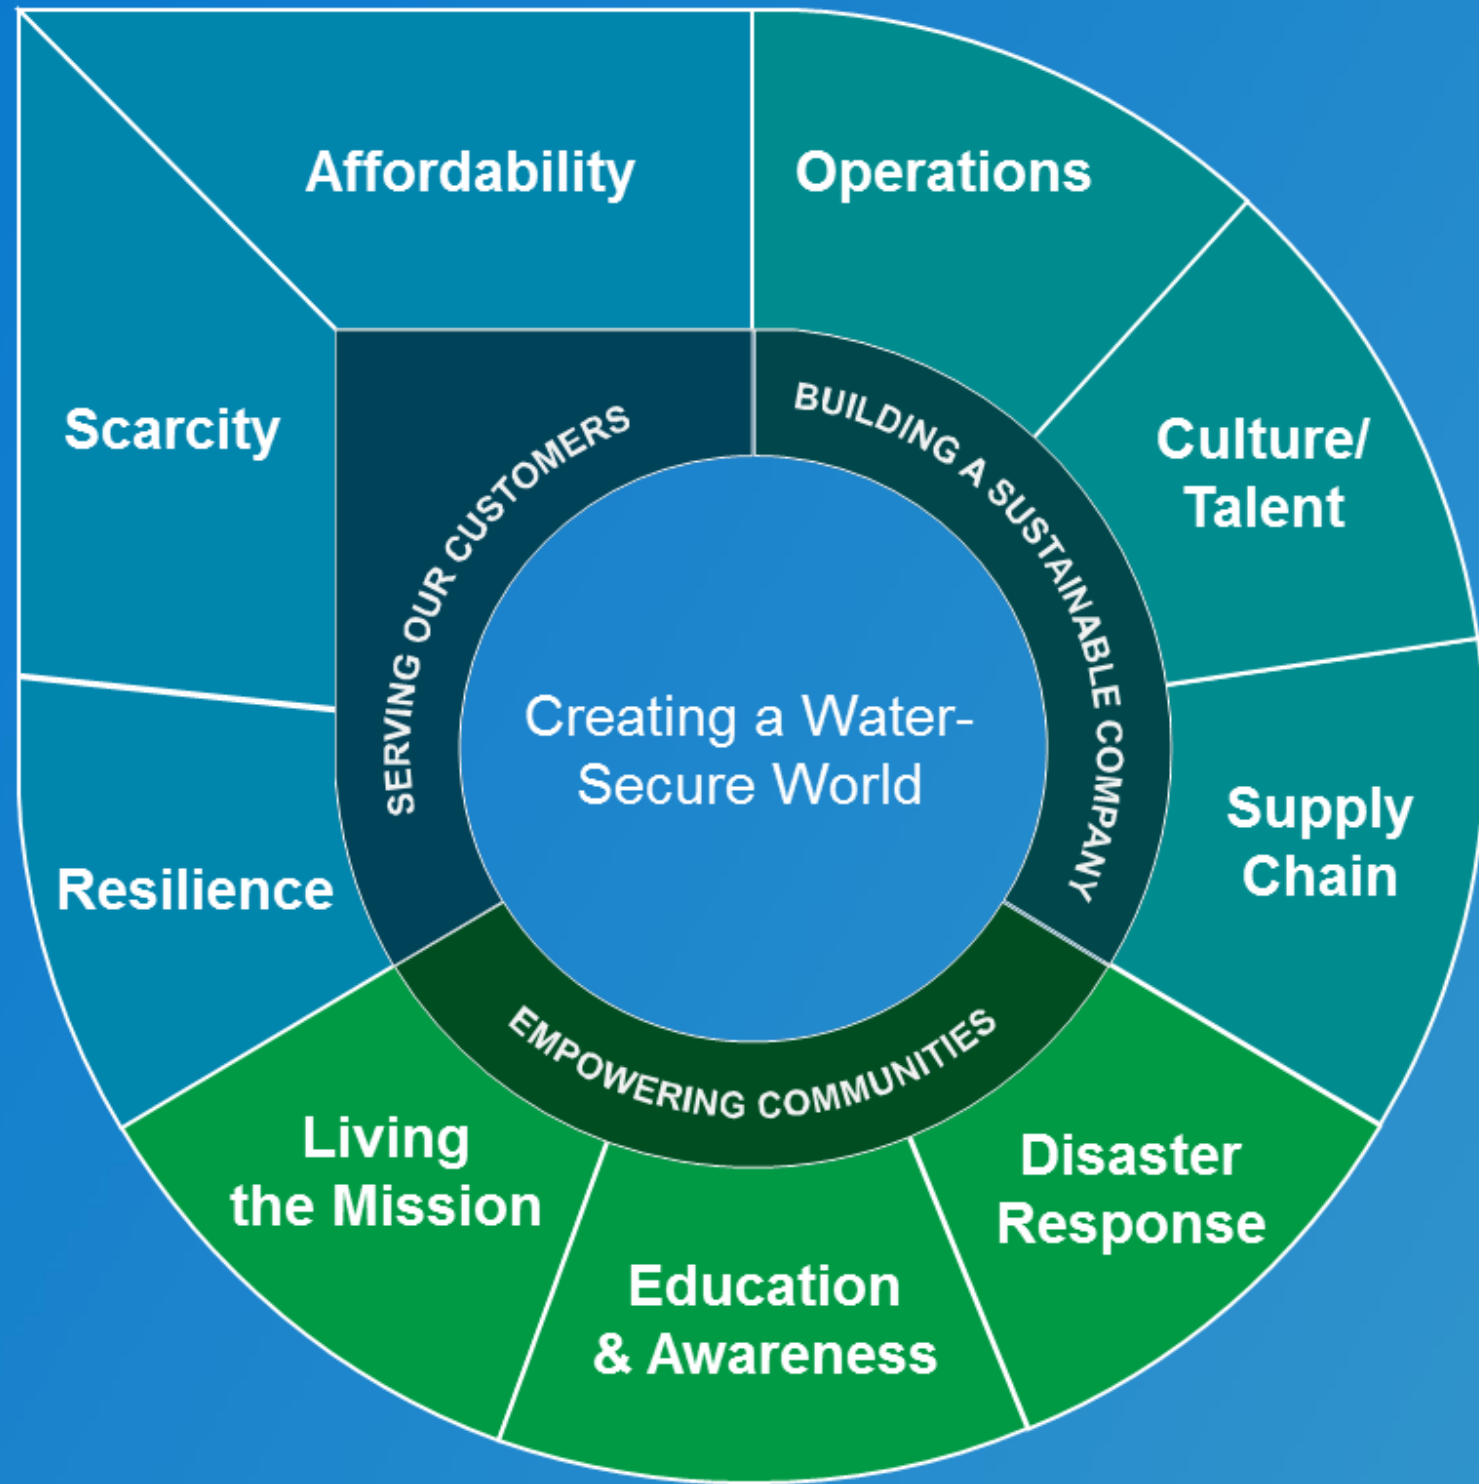 Affordability
Operations
Scarcity
Culture/
Talent
SERVING OUR CUSTOMERS
BUILDING A SUSTAINABLE COMPANY
Creating a Water-
Secure World
Supply
Chain
Resilience
EMPOWERING COMMUNITIES
Living
the Mission
Disaster
Response
Education
& Awareness